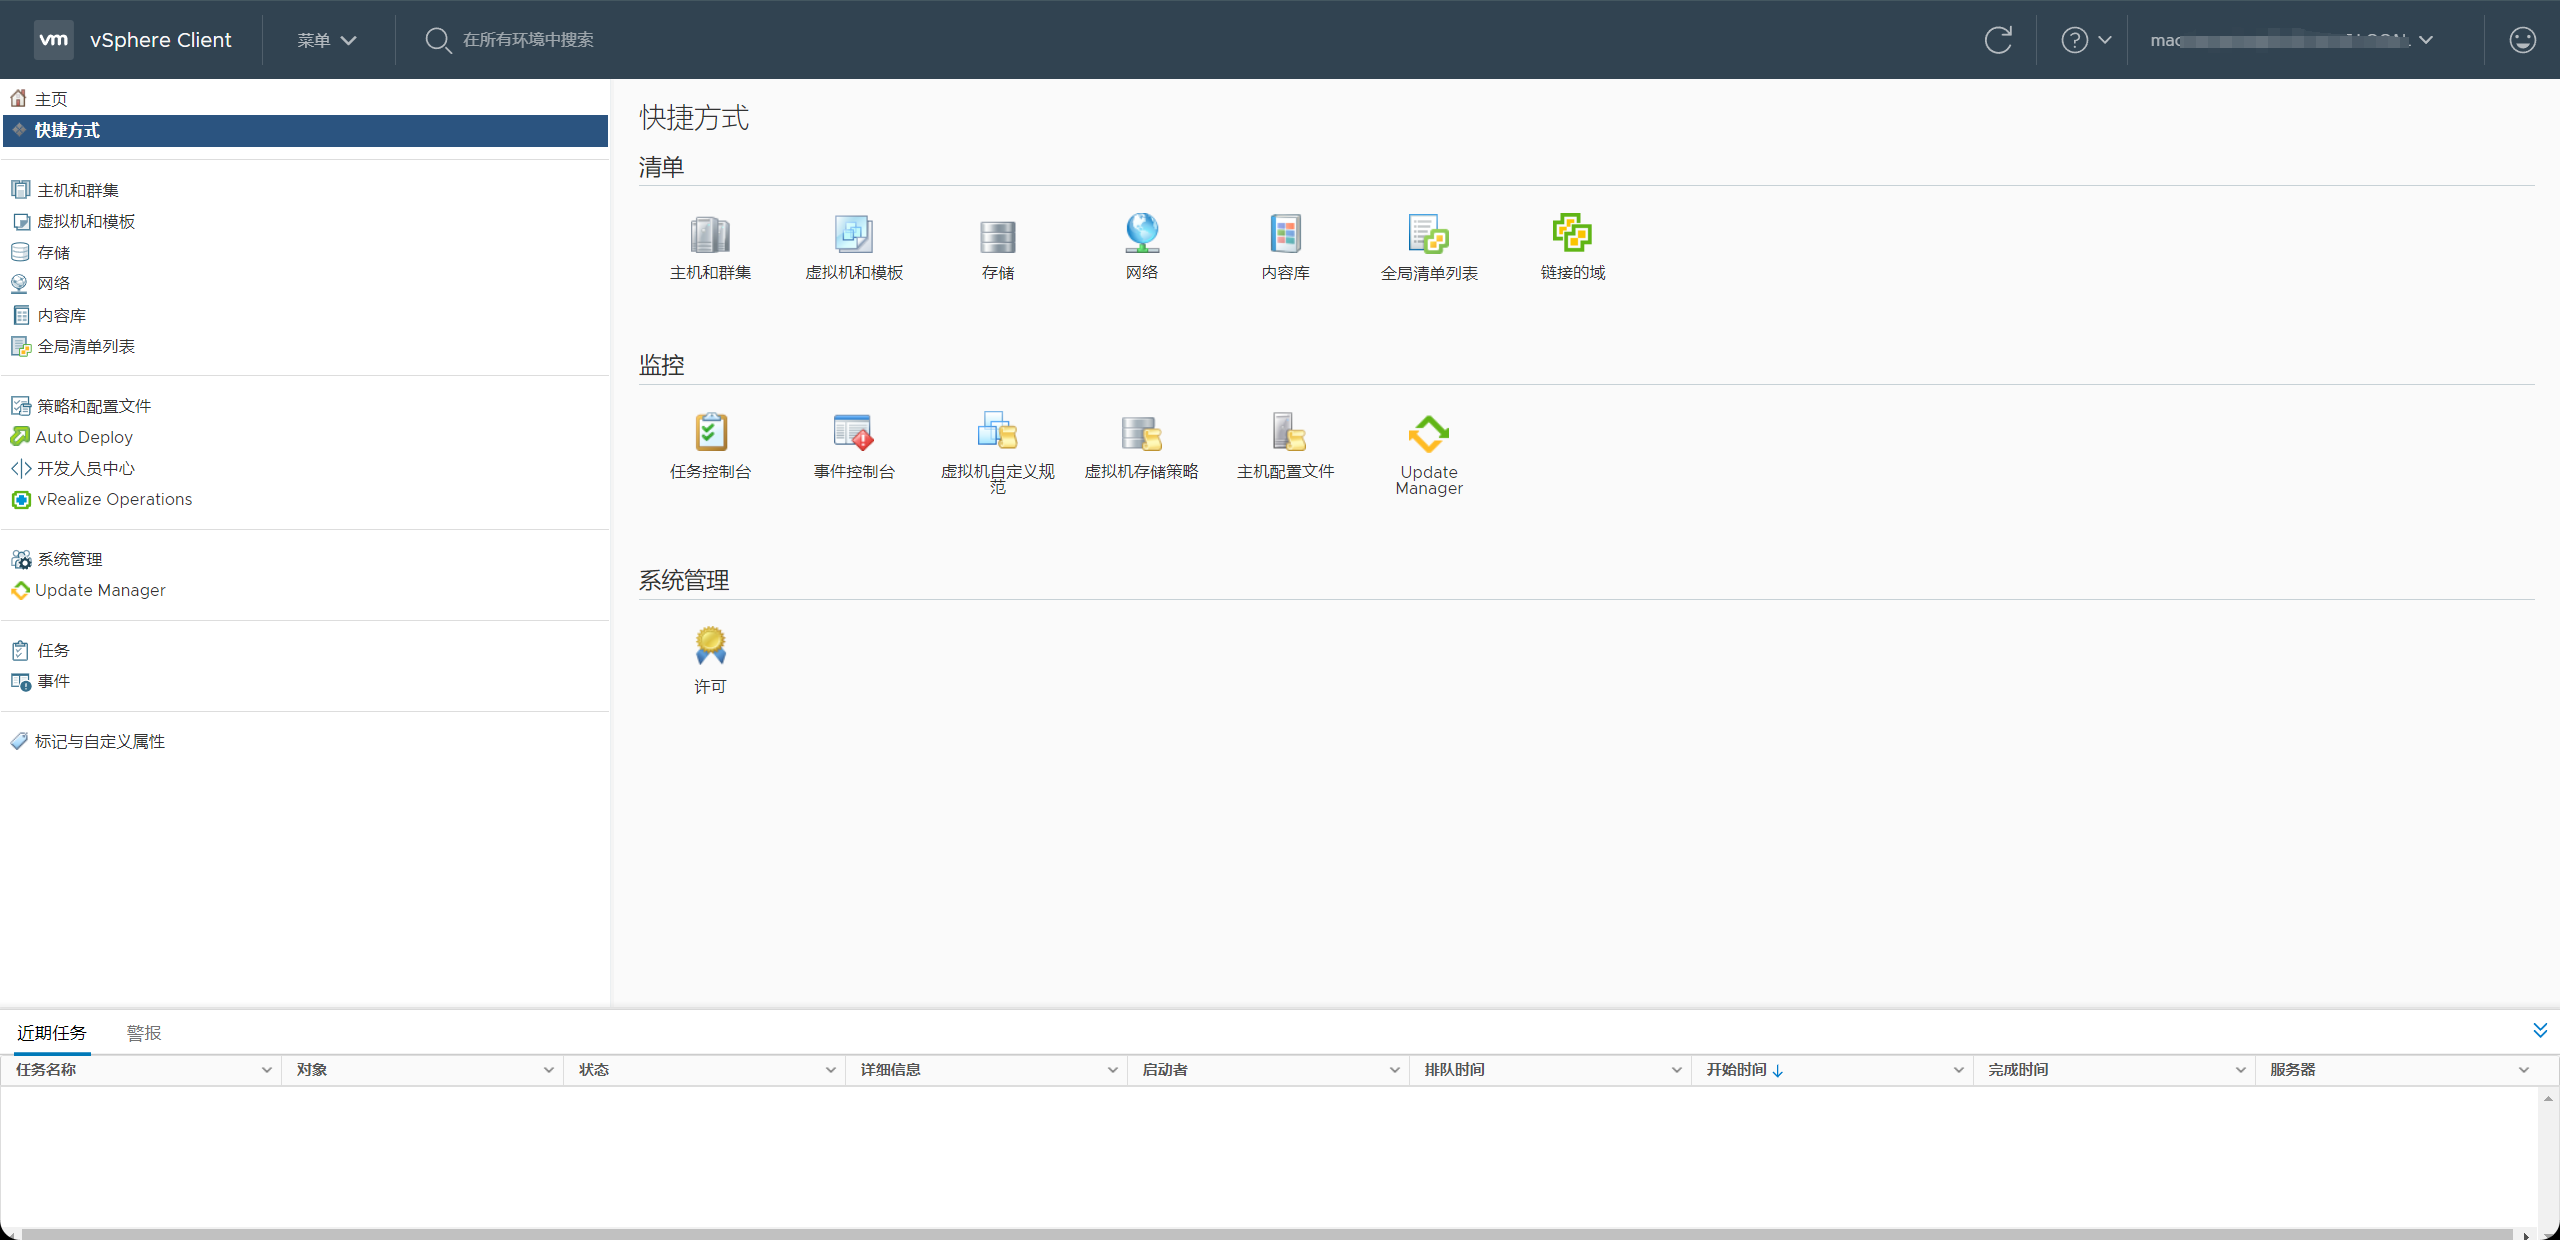 vm vSphere Client 菜单 在所有环境中搜索
主页
快捷方式
主机和群集
虚拟机和模板
存储
网络
内容库
全局清单列表
策略和配置文件
Auto Deploy
开发人员中心
vRealize Operations
系统管理
Update Manager
任务
事件
标记与自定义属性
快捷方式
清单
主机和群集 虚拟机和模板 存储 网络 内容库 全局清单列表 链接的域
监控
任务控制台 事件控制台 虚拟机自定义规 虚拟机存储策略 主机配置文件 Update
范 Manager
系统管理
许可
近期任务 警报
任务名称 对象 状态 详细信息 启动者 排队时间 开始时间 完成时间 服务器